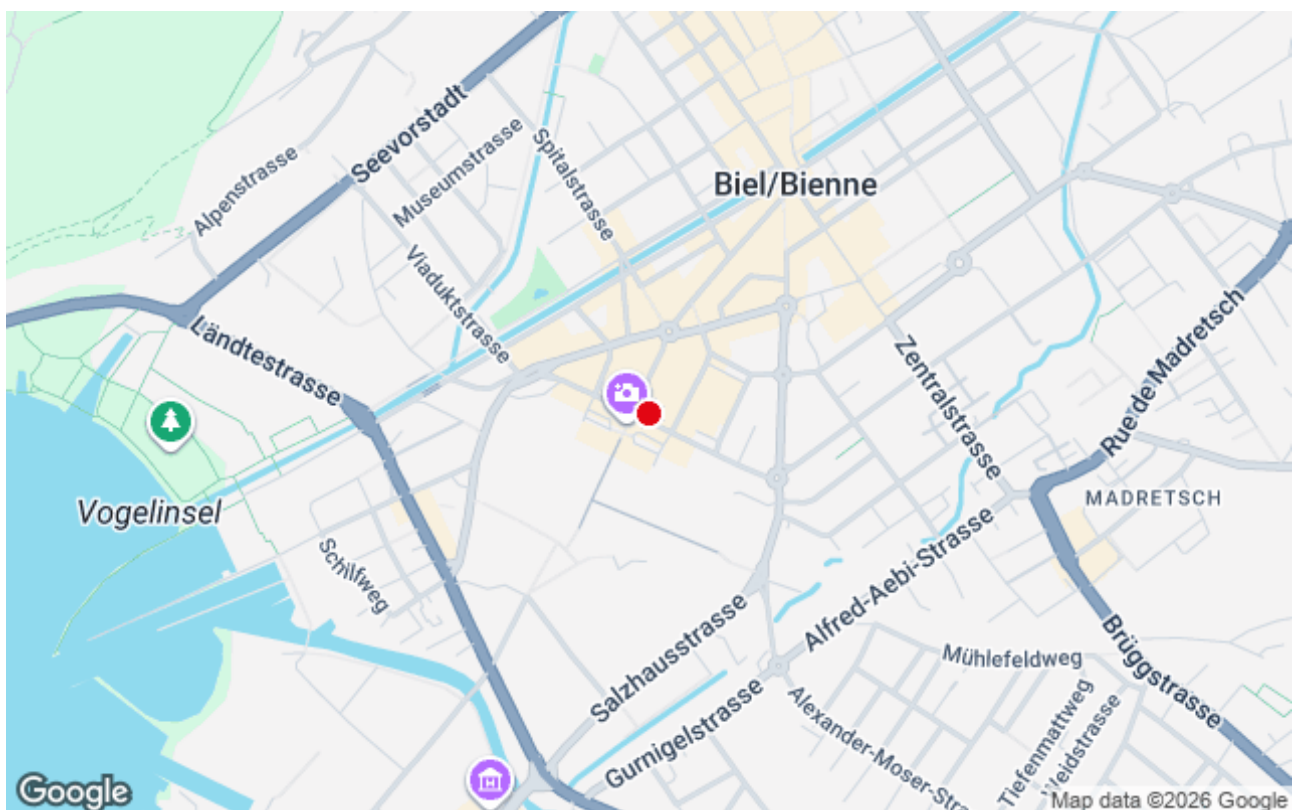 Seevorstadt
Museumstrasse
Alpenstrasse
Spitalstrasse
Biel/Bienne
Viaduktstrasse
Ländtestrasse
Rue de Madretsch
Zentralstrasse
Vogelinsel
MADRETSCH
Schilfweg
Alfred-Aebi-Strasse
Salzhausstrasse
Mühlefeldweg
Brüggstrasse
Gurnigelstrasse
Alexander-Moser-Str
Tiefenmattweg
Weidstrasse
Google
Map data ©2026 Google